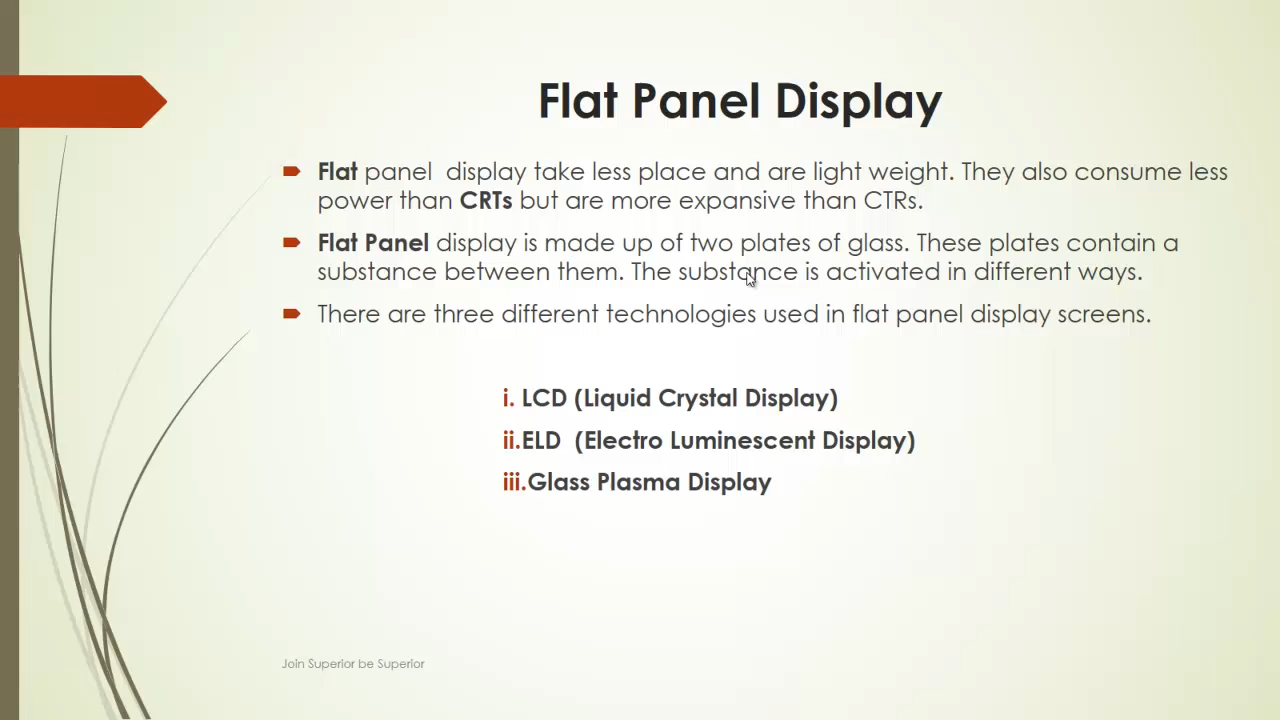 Flat Panel Display
Flat panel display take less place and are light weight. They also consume less
power than CRTs but are more expansive than CTRs.
Flat Panel display is made up of two plates of glass. These plates contain a
substance between them. The substance is activated in different ways.
There are three different technologies used in flat panel display screens.
i. LCD (Liquid Crystal Display)
ii.ELD (Electro Luminescent Display)
iii.Glass Plasma Display
Join Superior be Superior